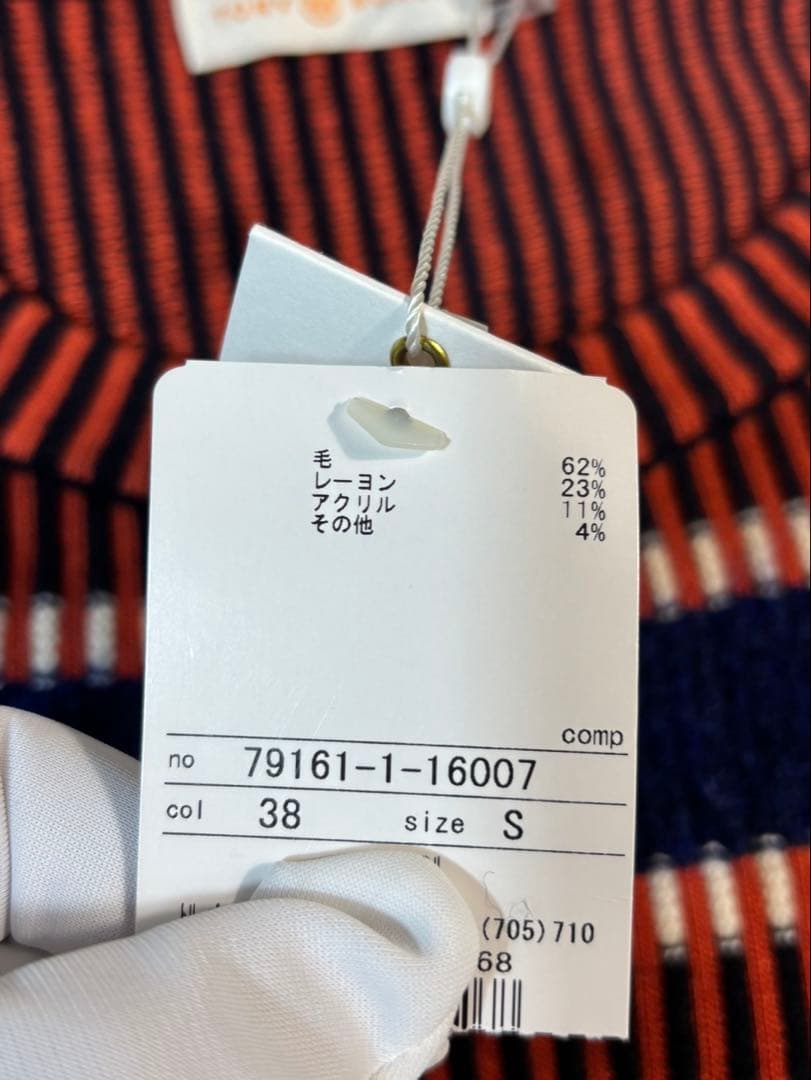 毛 62%
レーヨン 23%
アクリル 11%
その他 4%
comp
no 79161-1-16007
col 38 size S
(705)710
68